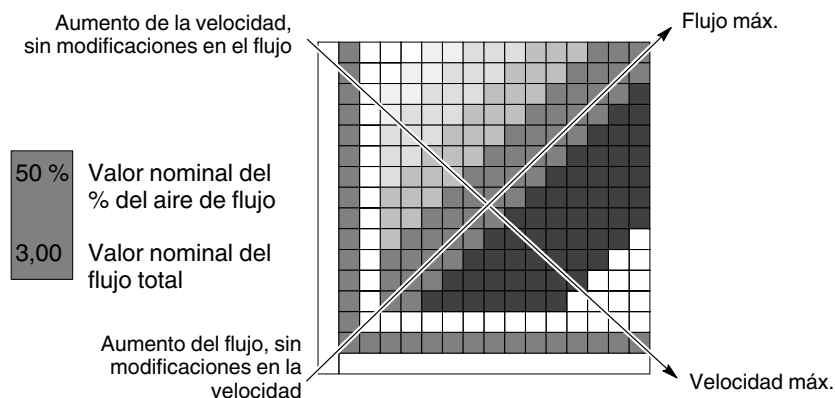 Aumento de la velocidad,
sin modificaciones en el flujo
Flujo máx.
50 %
Valor nominal del
% del aire de flujo
3,00
Valor nominal del
flujo total
Aumento del flujo, sin
modificaciones en la
velocidad
Velocidad máx.